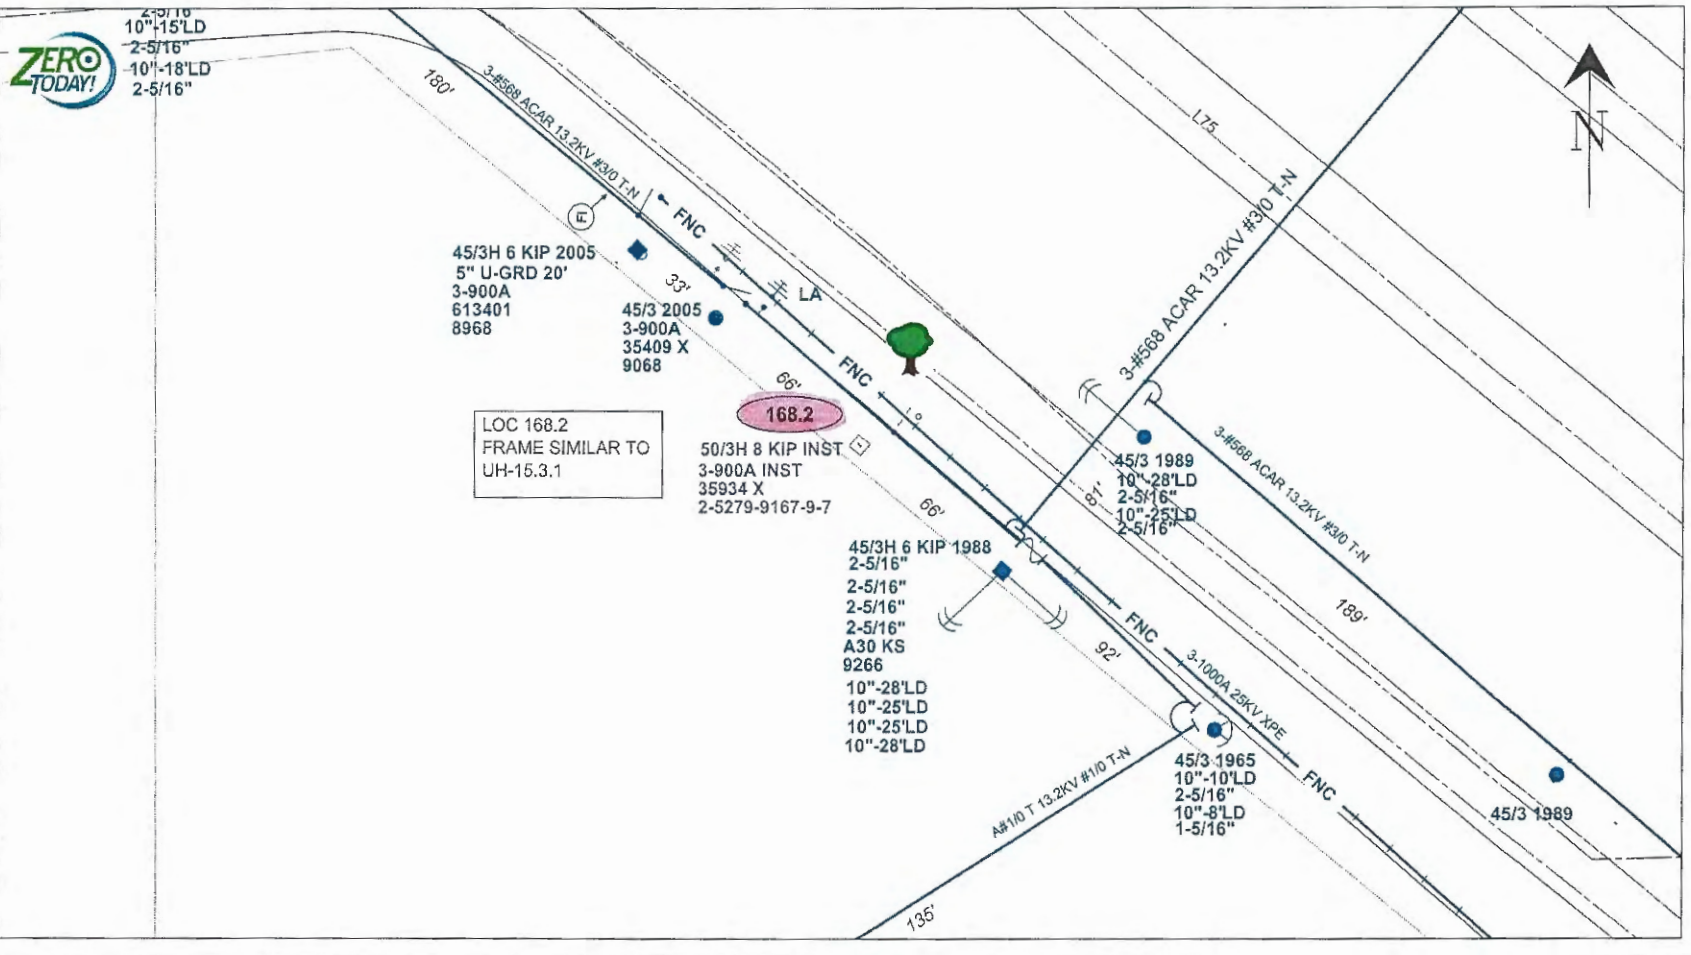 2-5/16"
10"-15'LD
2-5/16"
10"-18'LD
2-5/16"
ZERO
TODAY!
180'
3-#568 ACAR 13.2KV #3/0 T-N
L75
N
FI
FNC
45/3H 6 KIP 2005
5" U-GRD 20'
3-900A
613401
8968
33'
LA
45/3 2005
3-900A
35409 X
9068
3-#568 ACAR 13.2KV #3/0 T-N
FNC
66'
168.2
LOC 168.2
FRAME SIMILAR TO
UH-15.3.1
50/3H 8 KIP INST
3-900A INST
35934 X
2-5279-9167-9-7
66'
45/3 1989
10"-28'LD
2-5/16"
10"-25'LD
2-5/16"
81'
3-#568 ACAR 13.2KV #3/0 T-N
45/3H 6 KIP 1988
2-5/16"
2-5/16"
2-5/16"
2-5/16"
A30 KS
9266
10"-28'LD
10"-25'LD
10"-25'LD
10"-28'LD
189'
FNC
92'
3-1000A 25KV XPE
45/3 1965
10"-10'LD
2-5/16"
10"-8'LD
1-5/16"
FNC
45/3 1989
A#1/0 T 13.2KV #1/0 T-N
135'